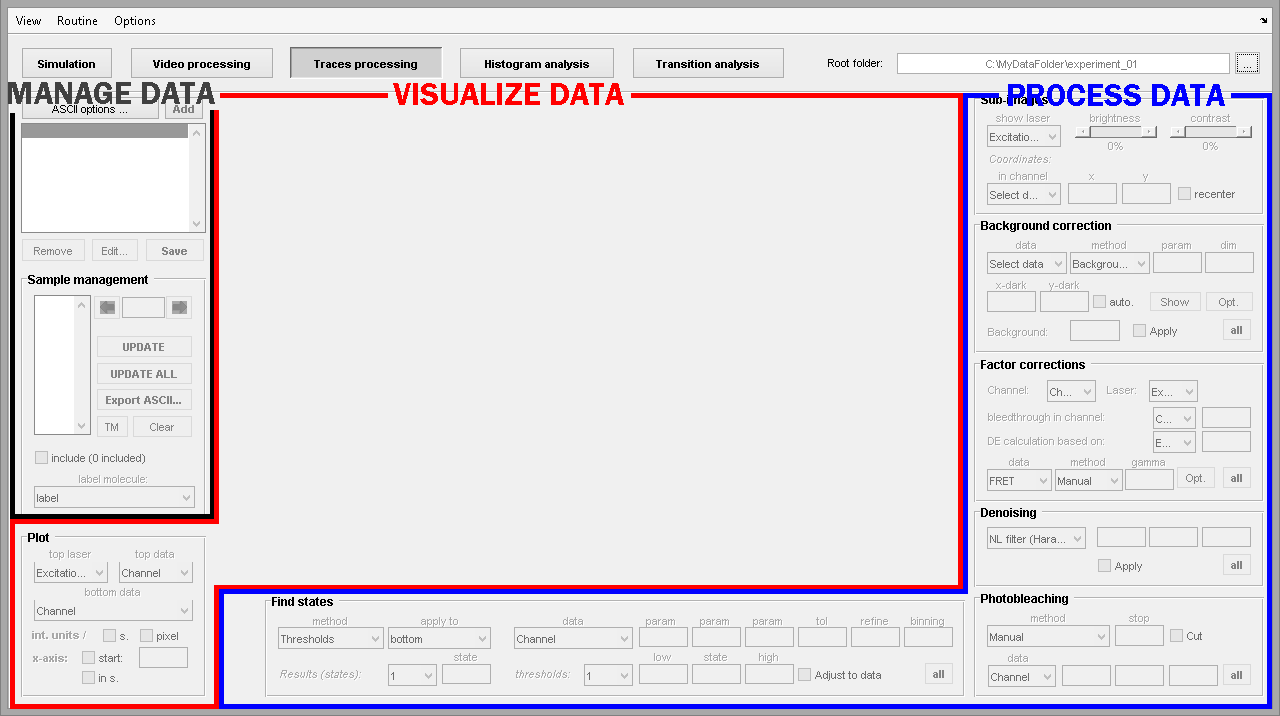 View Routine Options
Simulation Video processing Traces processing Histogram analysis Transition analysis Root folder: C:\MyDataFolder\experiment_01 ...
MANAGE DATA VISUALIZE DATA PROCESS DATA
ASCII options ... Add
Remove Edit... Save
Sample management
UPDATE
UPDATE ALL
Export ASCII...
TM Clear
include (0 included)
label molecule:
label
Plot
top laser top data
Excitatio... Channel
bottom data
Channel
int. units / s. pixel
x-axis: start:
in s.
Find states
method apply to data param param param tol refine binning
Thresholds bottom Channel
state low state high
Results (states): 1 thresholds: 1 Adjust to data all
Sub-images
show laser brightness contrast
Excitatio...
0% 0%
Coordinates:
in channel x y
Select d... recenter
Background correction
data method param dim
Select data Backgrou...
x-dark y-dark
auto. Show Opt.
Background: Apply all
Factor corrections
Channel: Ch... Laser: Ex...
bleedthrough in channel: C...
DE calculation based on: E...
data method gamma
FRET Manual Opt. all
Denoising
NL filter (Hara...
Apply all
Photobleaching
method stop
Manual Cut
data
Channel all